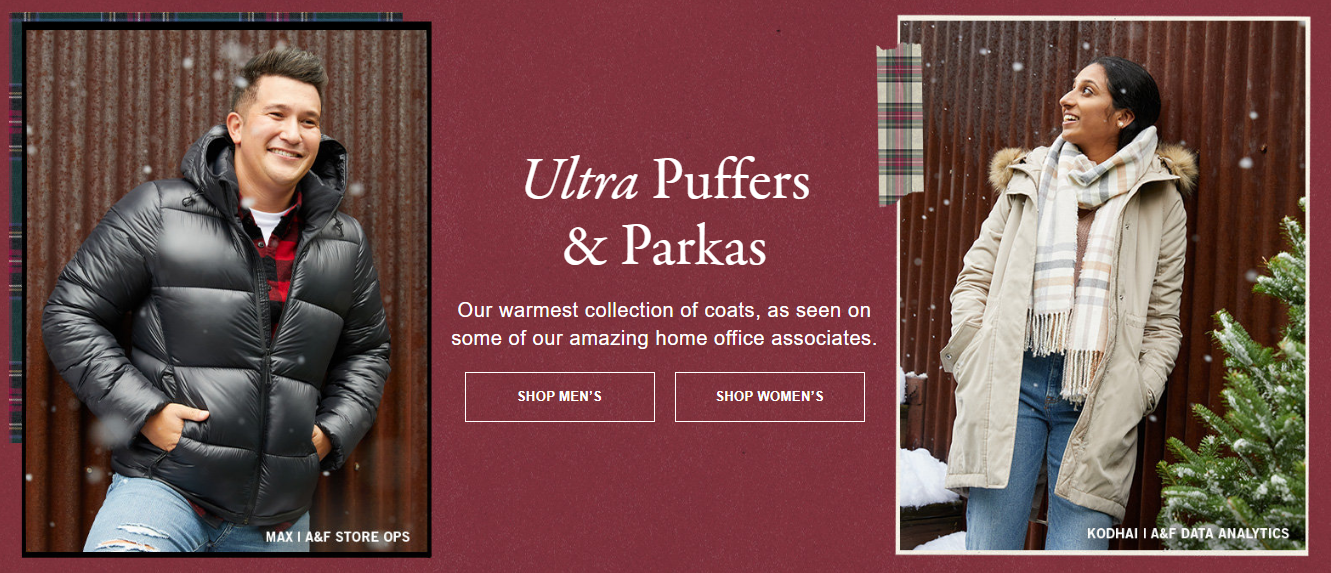 Ultra Puffers
& Parkas
Our warmest collection of coats, as seen on
some of our amazing home office associates.
SHOP MEN'S
SHOP WOMEN'S
MAX | A&F STORE OPS
KODHAI | A&F DATA ANALYTICS